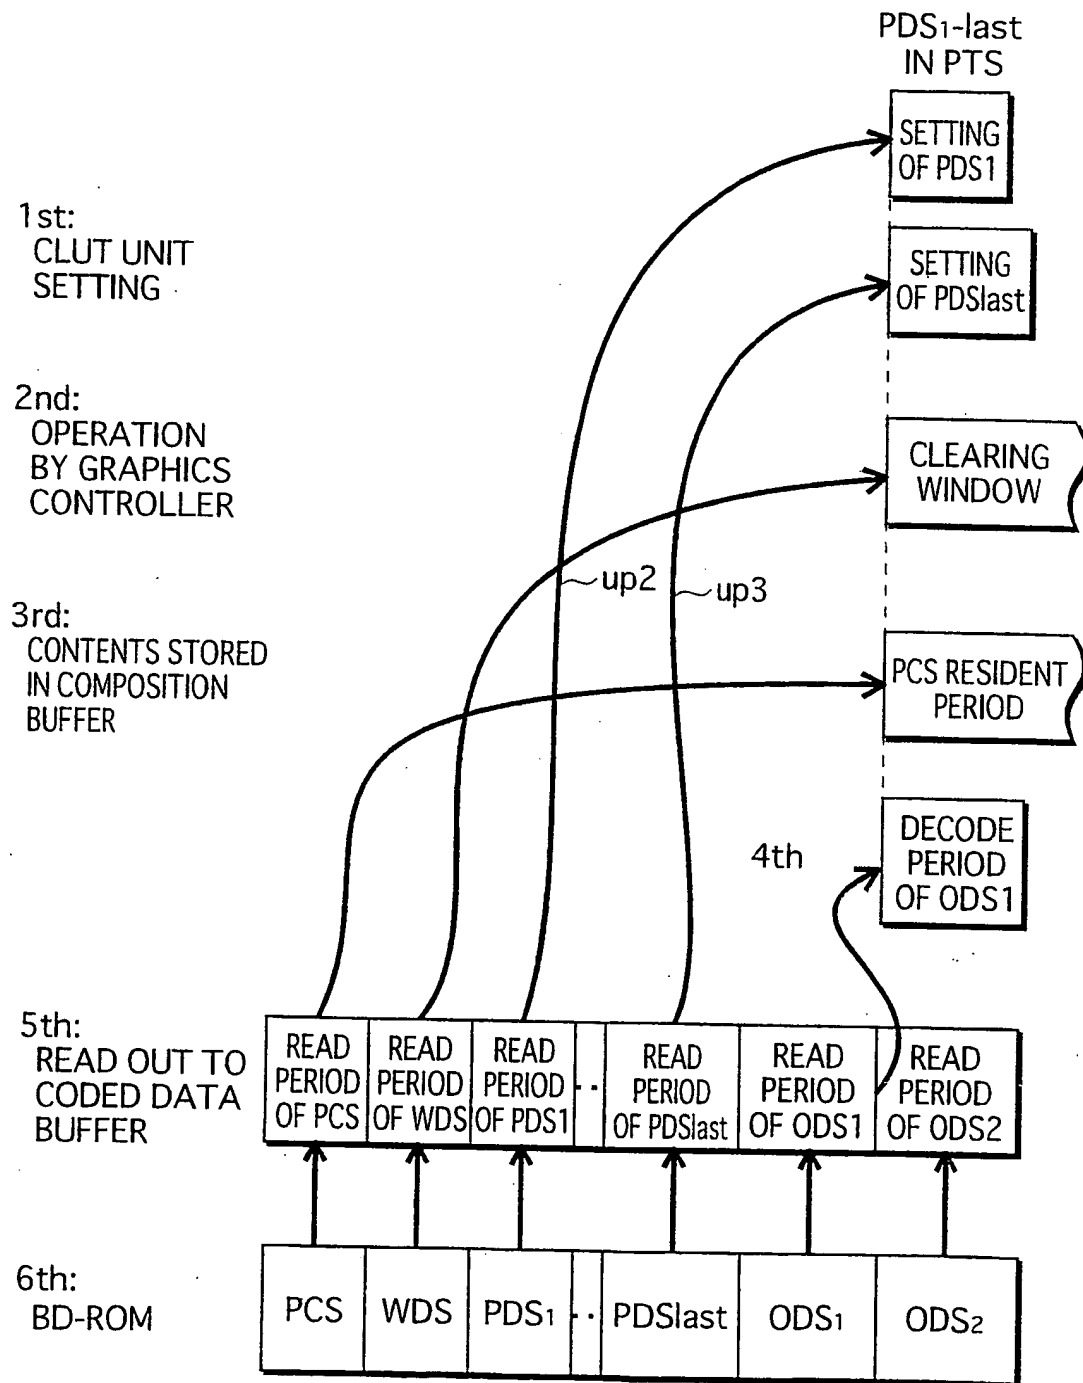 PDS1-last
IN PTS
SETTING
OF PDS1
1st:
CLUT UNIT
SETTING
SETTING
OF PDSlast
2nd:
OPERATION
BY GRAPHICS
CONTROLLER
CLEARING
WINDOW
up2
up3
3rd:
CONTENTS STORED
IN COMPOSITION
BUFFER
PCS RESIDENT
PERIOD
4th
DECODE
PERIOD
OF ODS1
5th:
READ OUT TO
CODED DATA
BUFFER
READ
PERIOD
OF PCS
READ
PERIOD
OF WDS
READ
PERIOD
OF PDS1
··
READ
PERIOD
OF PDSlast
READ
PERIOD
OF ODS1
READ
PERIOD
OF ODS2
6th:
BD-ROM
PCS
WDS
PDS1
··
PDSlast
ODS1
ODS2